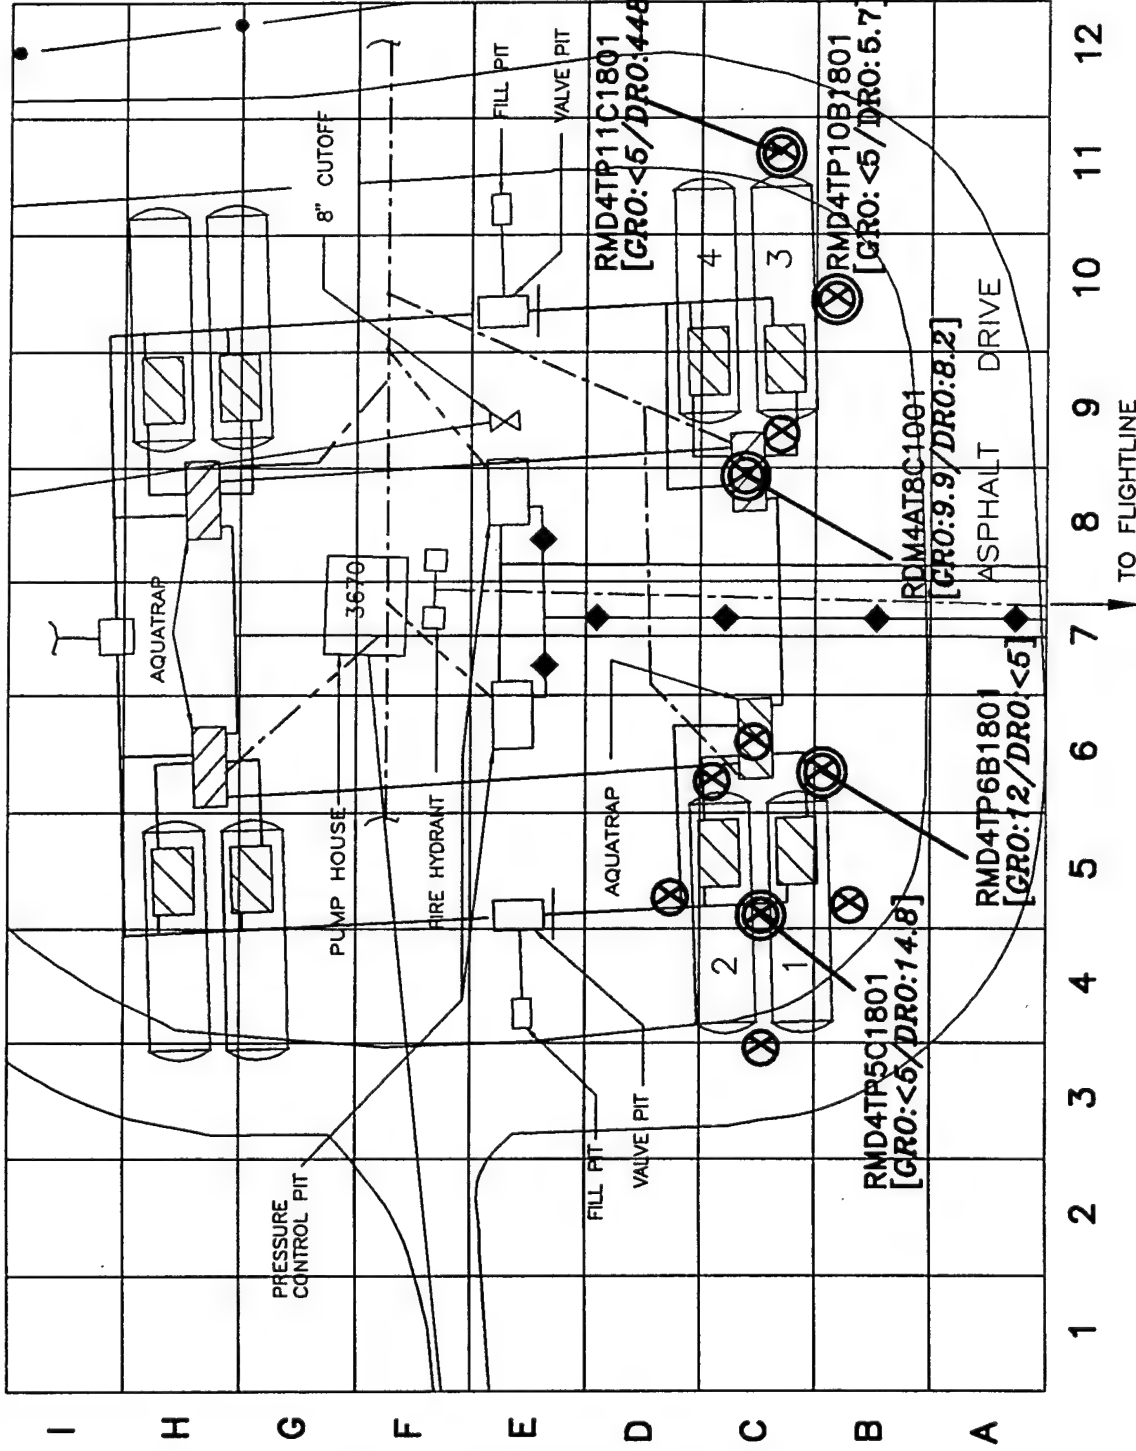 PRESSURE
CONTROL PIT
AQUATRAP
PUMP HOUSE
3670
FIRE HYDRANT
8" CUTOFF
FILL PIT
VALVE PIT
FILL PIT
VALVE PIT
AQUATRAP
RMD4TP11C1801
[GRO:<5/DRO:448
RMD4TP10B1801
[GRO:<5/DRO:5.7]
RDM4AT8C1001
[GRO:9.9/DRO:8.2]
RMD4TP6B1801
[GRO:12/DRO:<5]
RMD4TP5C1801
[GRO:<5/DRO:14.8]
2
1
4
3
ASPHALT DRIVE
TO FLIGHTLINE
I
H
G
F
E
D
C
B
A
1 2 3 4 5 6 7 8 9 10 11 12